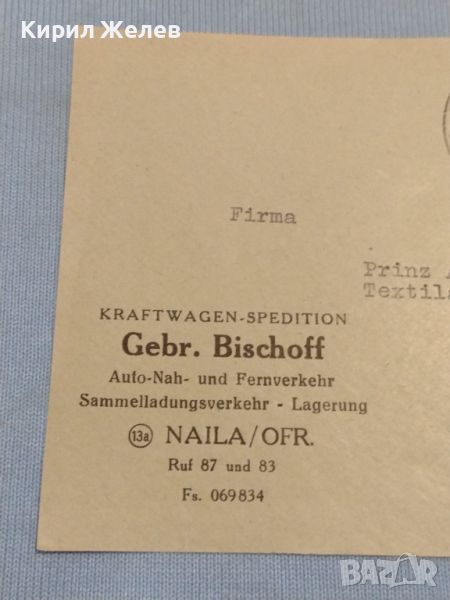 Кирил Желев
Firma
Prinz
Textil
KRAFTWAGEN-SPEDITION
Gebr. Bischoff
Auto-Nah- und Fernverkehr
Sammelladungsverkehr - Lagerung
13a NAILA/OFR.
Ruf 87 und 83
Fs. 069834
BAZAR